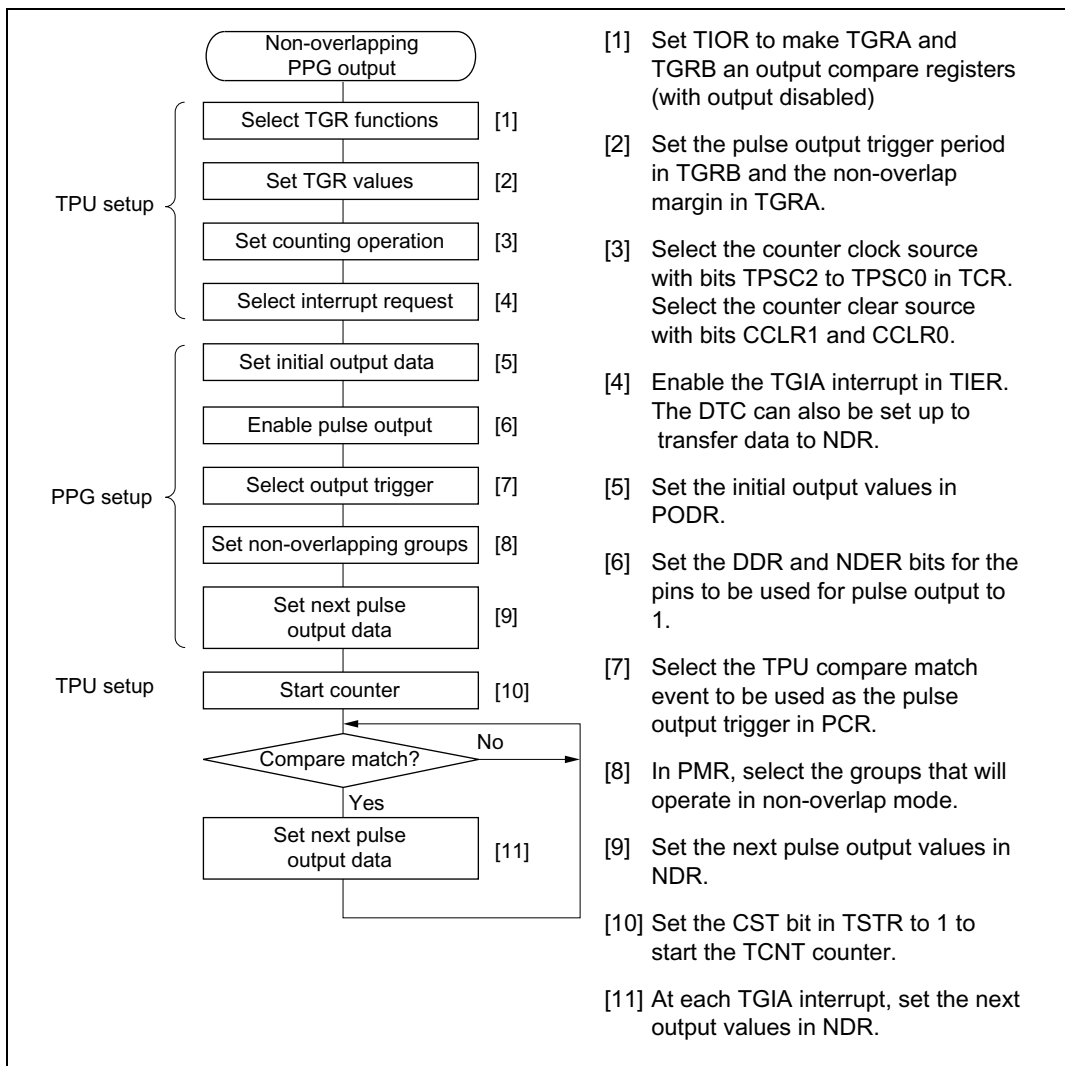 Non-overlapping
PPG output
Select TGR functions [1]
Set TGR values [2]
TPU setup
Set counting operation [3]
Select interrupt request [4]
Set initial output data [5]
Enable pulse output [6]
PPG setup
Select output trigger [7]
Set non-overlapping groups [8]
Set next pulse
output data
[9]
TPU setup
Start counter [10]
Compare match?
No
Yes
Set next pulse
output data
[11]
[1] Set TIOR to make TGRA and
TGRB an output compare registers
(with output disabled)
[2] Set the pulse output trigger period
in TGRB and the non-overlap
margin in TGRA.
[3] Select the counter clock source
with bits TPSC2 to TPSC0 in TCR.
Select the counter clear source
with bits CCLR1 and CCLR0.
[4] Enable the TGIA interrupt in TIER.
The DTC can also be set up to
transfer data to NDR.
[5] Set the initial output values in
PODR.
[6] Set the DDR and NDER bits for the
pins to be used for pulse output to
1.
[7] Select the TPU compare match
event to be used as the pulse
output trigger in PCR.
[8] In PMR, select the groups that will
operate in non-overlap mode.
[9] Set the next pulse output values in
NDR.
[10] Set the CST bit in TSTR to 1 to
start the TCNT counter.
[11] At each TGIA interrupt, set the next
output values in NDR.